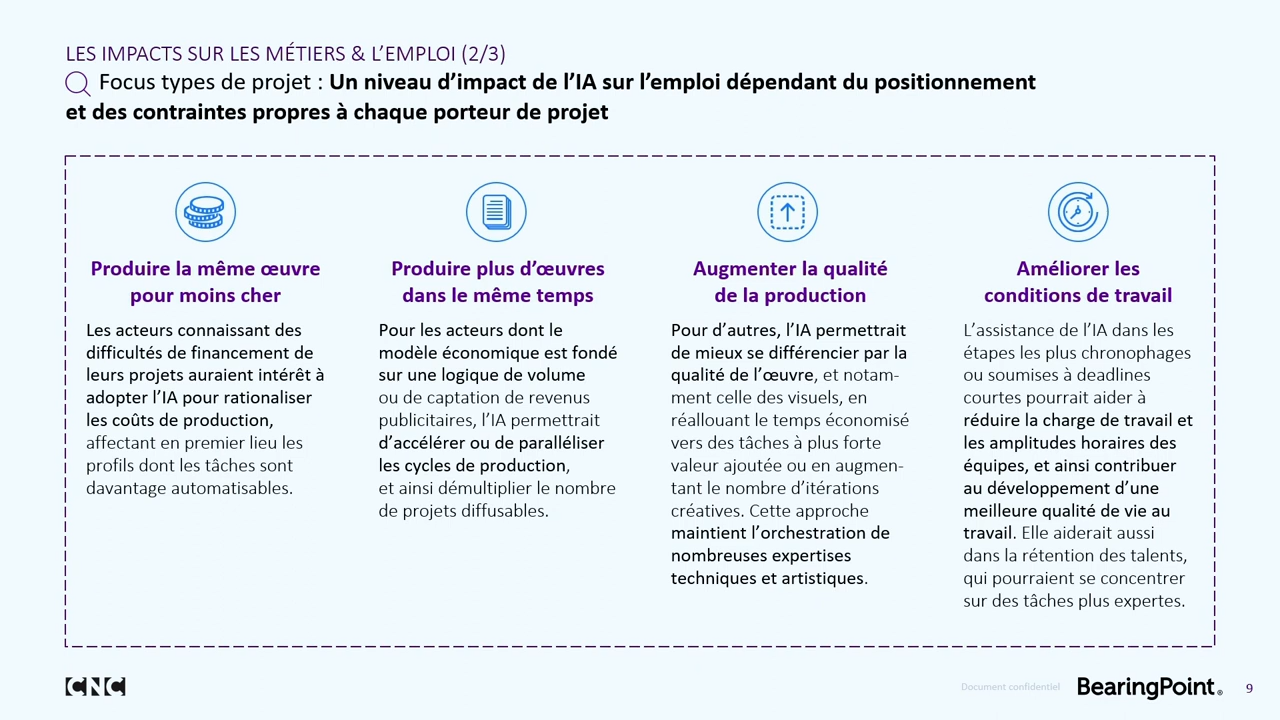 LES IMPACTS SUR LES MÉTIERS & L’EMPLOI (2/3)
Focus types de projet : Un niveau d’impact de l’IA sur l’emploi dépendant du positionnement
et des contraintes propres à chaque porteur de projet
Produire la même œuvre
pour moins cher
Les acteurs connaissant des
difficultés de financement de
leurs projets auraient intérêt à
adopter l’IA pour rationaliser
les coûts de production,
affectant en premier lieu les
profils dont les tâches sont
davantage automatisables.
Produire plus d’œuvres
dans le même temps
Pour les acteurs dont le
modèle économique est fondé
sur une logique de volume
ou de captation de revenus
publicitaires, l’IA permettrait
d’accélérer ou de paralléliser
les cycles de production,
et ainsi démultiplier le nombre
de projets diffusables.
Augmenter la qualité
de la production
Pour d’autres, l’IA permettrait
de mieux se différencier par la
qualité de l’œuvre, et notam-
ment celle des visuels, en
réallouant le temps économisé
vers des tâches à plus forte
valeur ajoutée ou en augmen-
tant le nombre d’itérations
créatives. Cette approche
maintient l’orchestration de
nombreuses expertises
techniques et artistiques.
Améliorer les
conditions de travail
L’assistance de l’IA dans les
étapes les plus chronophages
ou soumises à deadlines
courtes pourrait aider à
réduire la charge de travail et
les amplitudes horaires des
équipes, et ainsi contribuer
au développement d’une
meilleure qualité de vie au
travail. Elle aiderait aussi
dans la rétention des talents,
qui pourraient se concentrer
sur des tâches plus expertes.
CNC
Document confidentiel
BearingPoint®
9